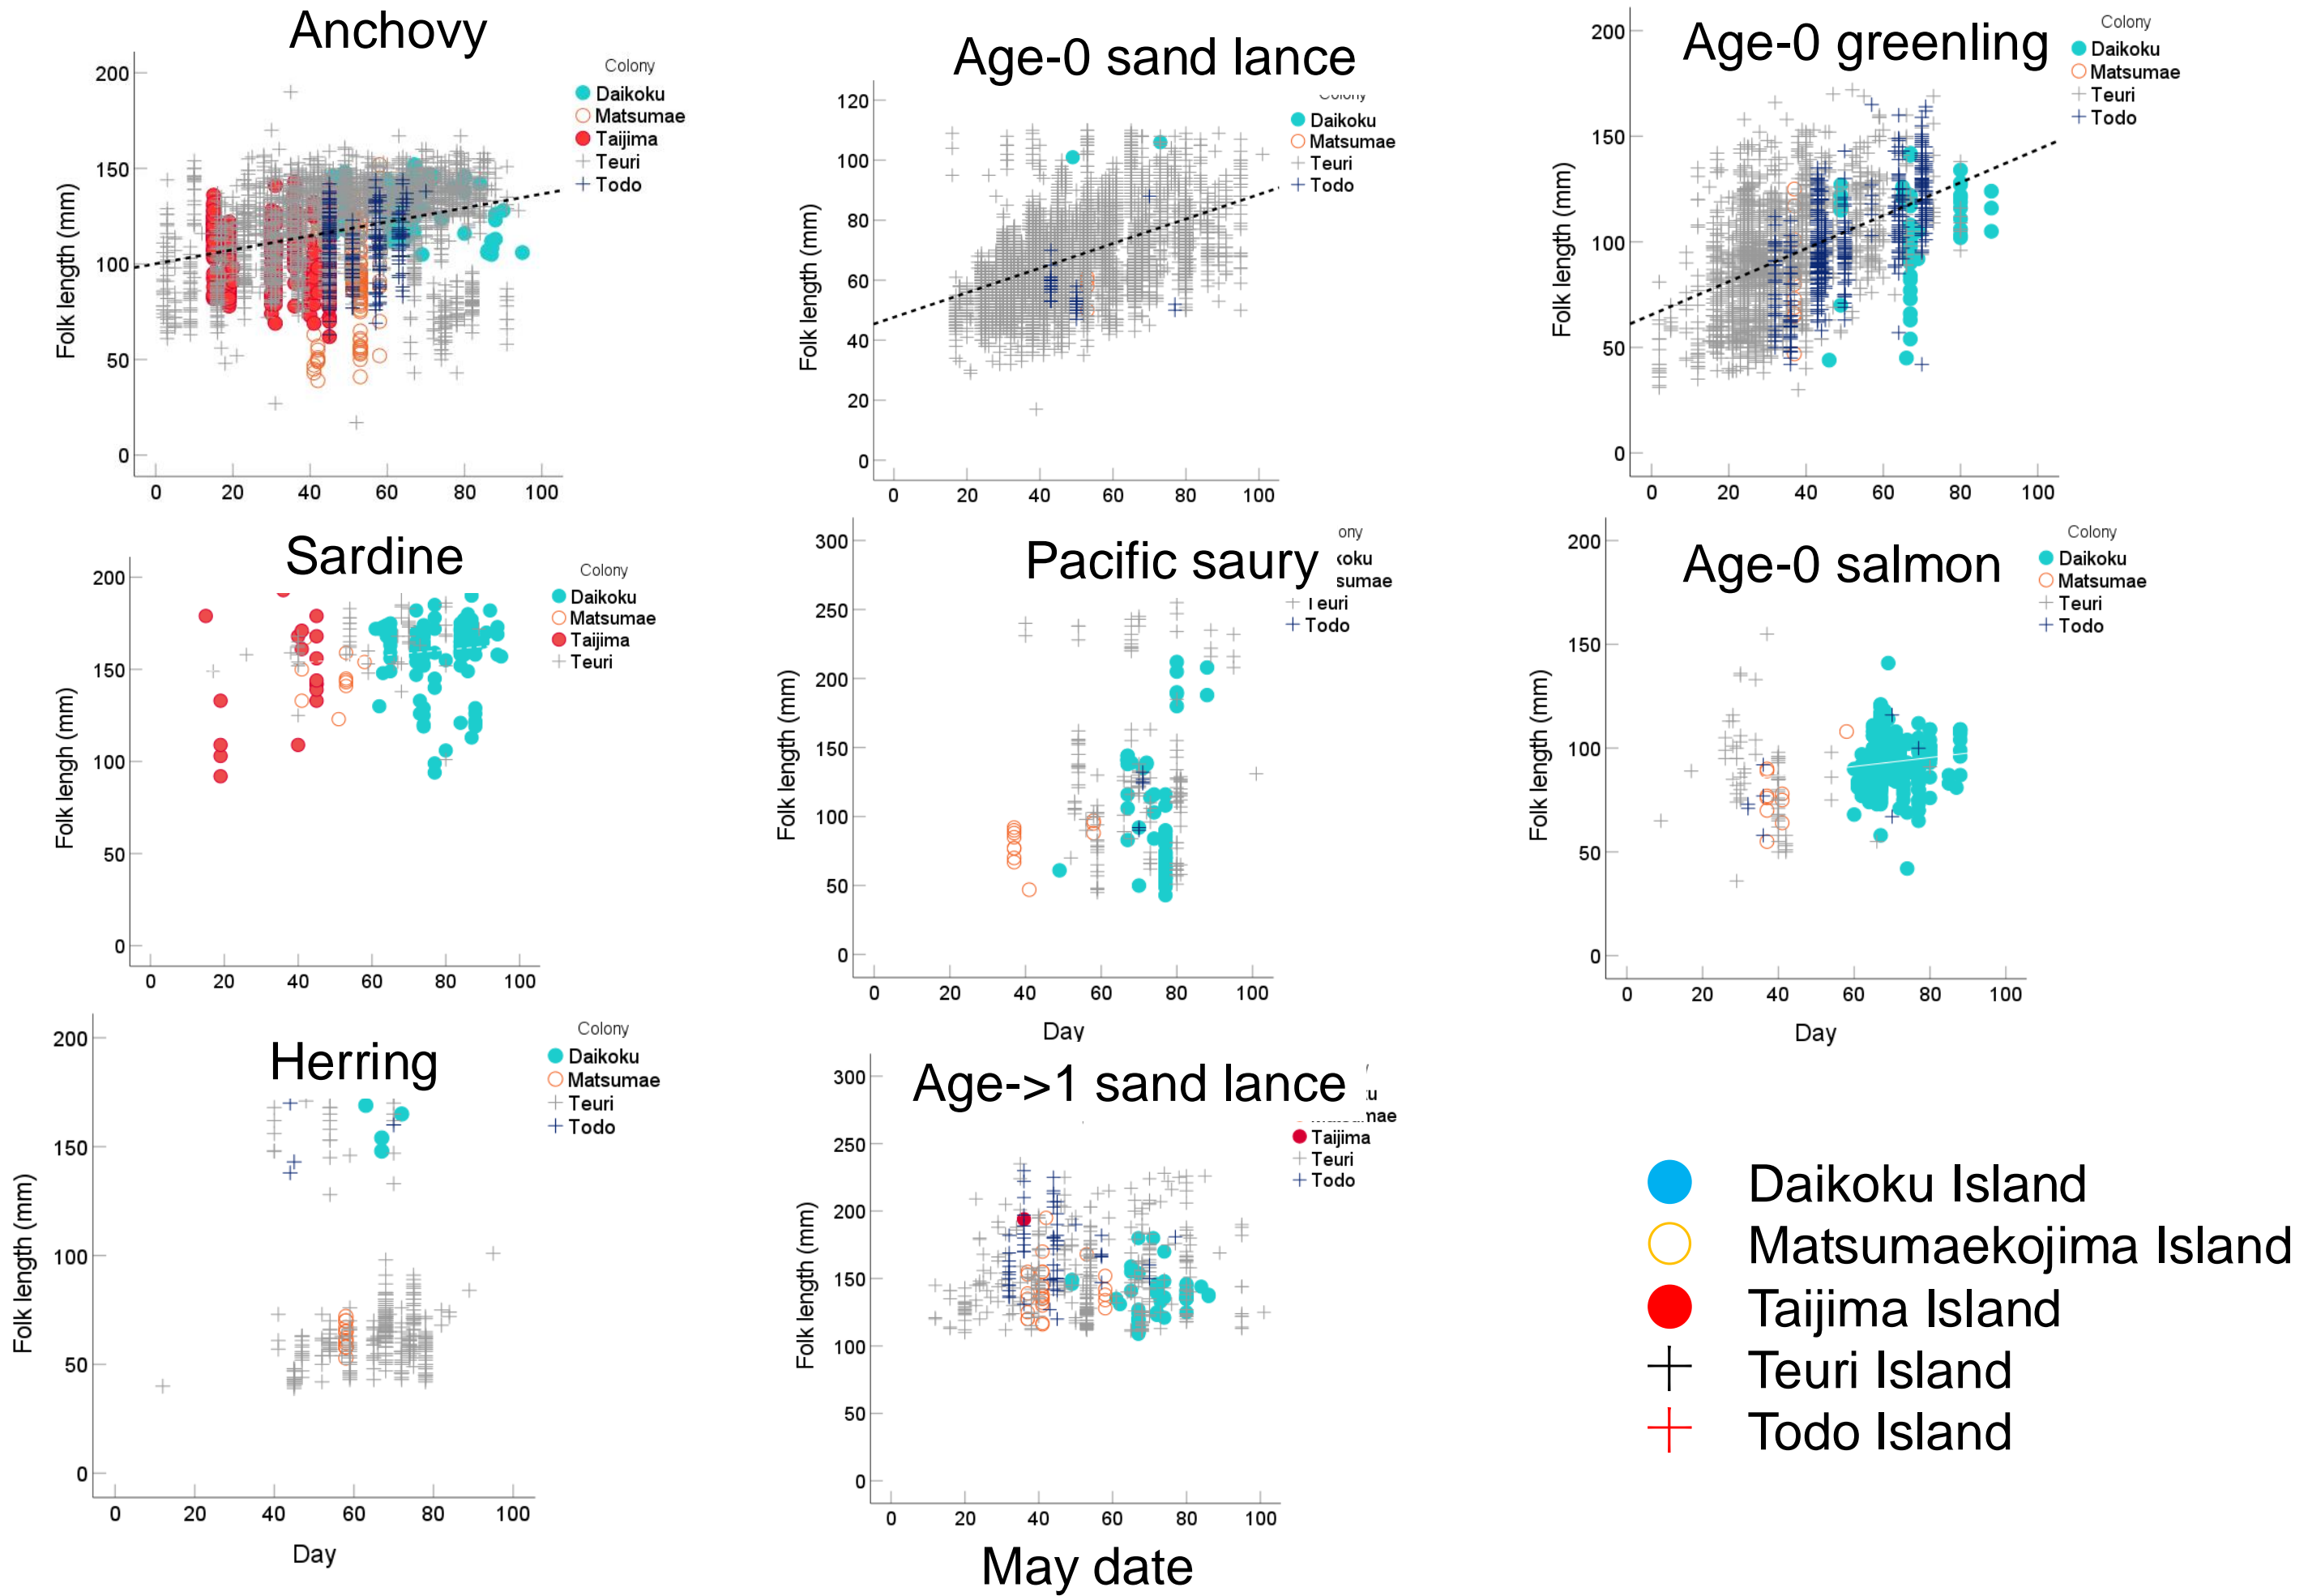 Anchovy
Colony
Daikoku
Matsumae
Taijima
Teuri
Todo
Folk length (mm)
200
150
100
50
0
0 20 40 60 80 100
Age-0 sand lance
Colony
Daikoku
Matsumae
Teuri
Todo
Folk length (mm)
120
100
80
60
40
20
0
0 20 40 60 80 100
Age-0 greenling
Colony
Daikoku
Matsumae
Teuri
Todo
Folk length (mm)
200
150
100
50
0
0 20 40 60 80 100
Sardine
Colony
Daikoku
Matsumae
Taijima
Teuri
Folk lengh (mm)
200
150
100
50
0
0 20 40 60 80 100
Pacific saury
ony
koku
sumae
Teuri
Todo
Folk length (mm)
300
250
200
150
100
50
0
0 20 40 60 80 100
Day
Age-0 salmon
Colony
Daikoku
Matsumae
Teuri
Todo
Folk length (mm)
200
150
100
50
0
0 20 40 60 80 100
Day
Herring
Colony
Daikoku
Matsumae
Teuri
Todo
Folk length (mm)
200
150
100
50
0
0 20 40 60 80 100
Day
Age->1 sand lance
Taijima
Teuri
Todo
Folk length (mm)
300
250
200
150
100
50
0
0 20 40 60 80 100
May date
Daikoku Island
Matsumaekojima Island
Taijima Island
Teuri Island
Todo Island